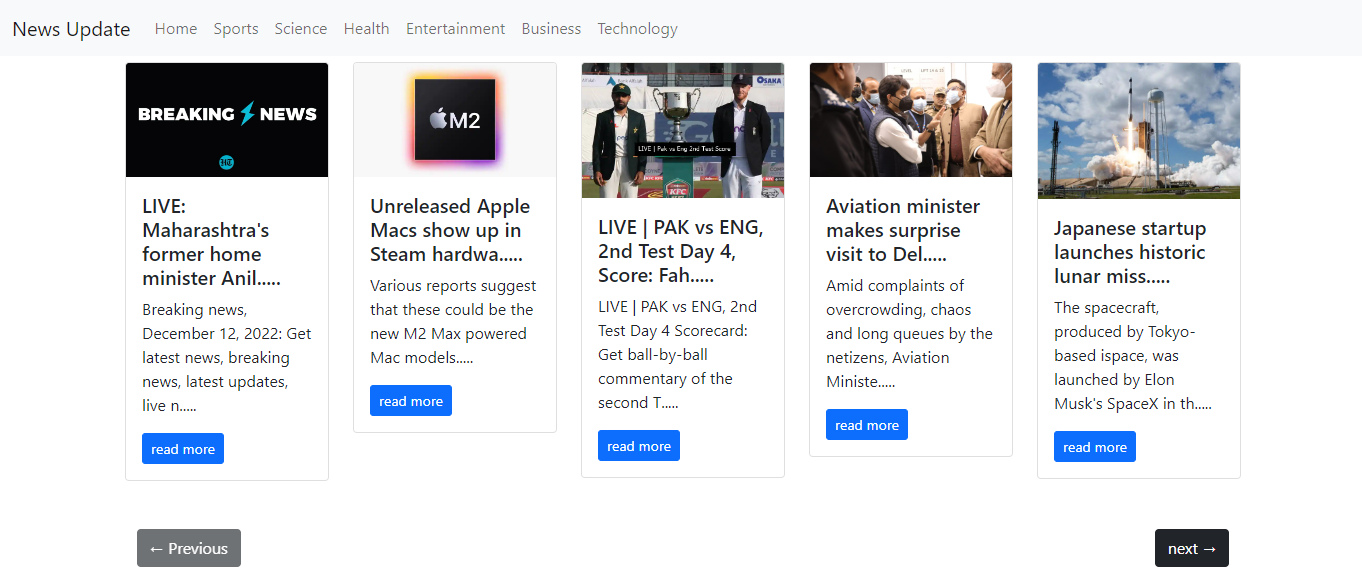 News Update Home Sports Science Health Entertainment Business Technology
BREAKING NEWS
HT
LIVE:
Maharashtra's
former home
minister Anil.....
Breaking news,
December 12, 2022: Get
latest news, breaking
news, latest updates,
live n.....
read more
M2
Unreleased Apple
Macs show up in
Steam hardwa.....
Various reports suggest
that these could be the
new M2 Max powered
Mac models.....
read more
OSAKA
LIVE | Pak vs Eng 2nd Test Score
KFC
LIVE | PAK vs ENG,
2nd Test Day 4,
Score: Fah.....
LIVE | PAK vs ENG, 2nd
Test Day 4 Scorecard:
Get ball-by-ball
commentary of the
second T.....
read more
Aviation minister
makes surprise
visit to Del.....
Amid complaints of
overcrowding, chaos
and long queues by the
netizens, Aviation
Ministe.....
read more
Japanese startup
launches historic
lunar miss.....
The spacecraft,
produced by Tokyo-
based ispace, was
launched by Elon
Musk's SpaceX in th.....
read more
← Previous
next →